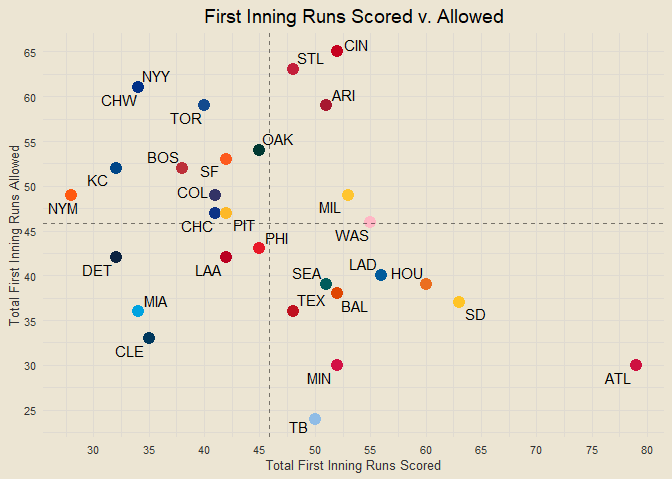 First Inning Runs Scored v. Allowed
65
60
55
50
45
40
35
30
25
Total First Inning Runs Allowed
CIN
STL
NYY
CHW
ARI
TOR
OAK
BOS
SF
KC
COL
NYM
MIL
CHC
PIT
WAS
PHI
DET
LAA
SEA
LAD
HOU
MIA
TEX
BAL
SD
CLE
MIN
ATL
TB
30
35
40
45
50
55
60
65
70
75
80
Total First Inning Runs Scored